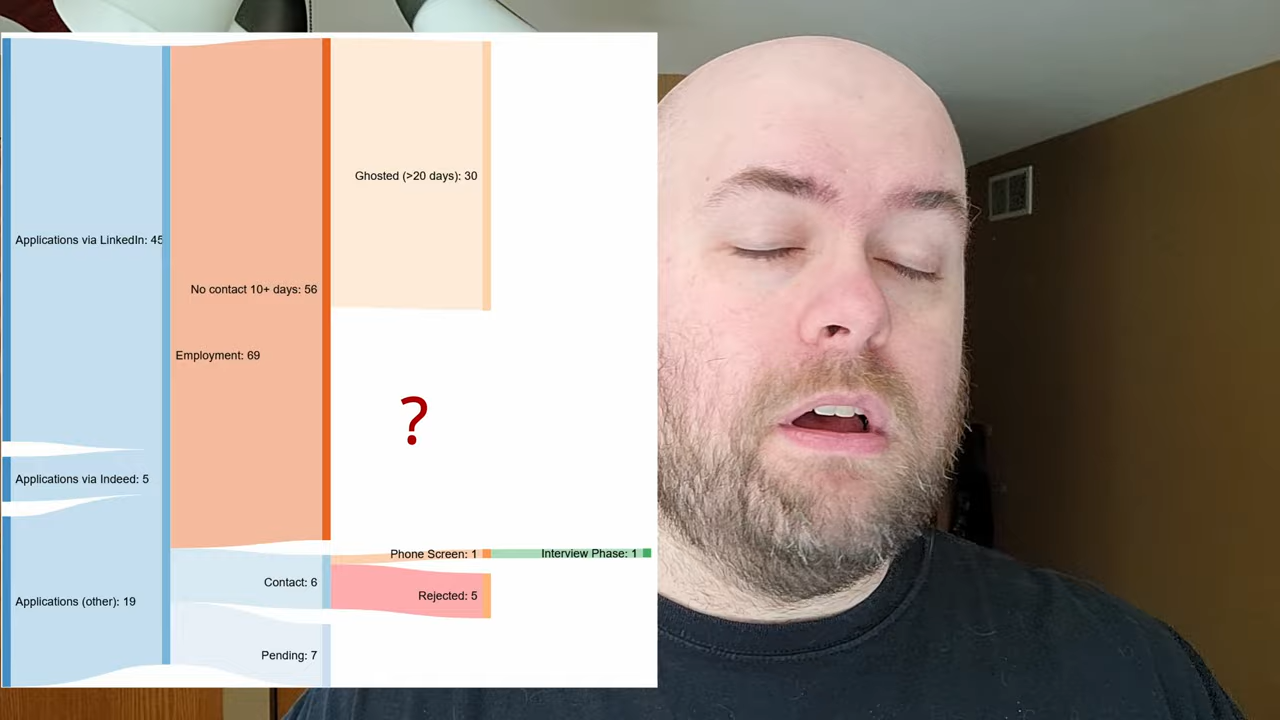 Ghosted (>20 days): 30
Applications via LinkedIn: 45
No contact 10+ days: 56
Employment: 69
?
Applications via Indeed: 5
Phone Screen: 1
Interview Phase: 1
Contact: 6
Rejected: 5
Applications (other): 19
Pending: 7